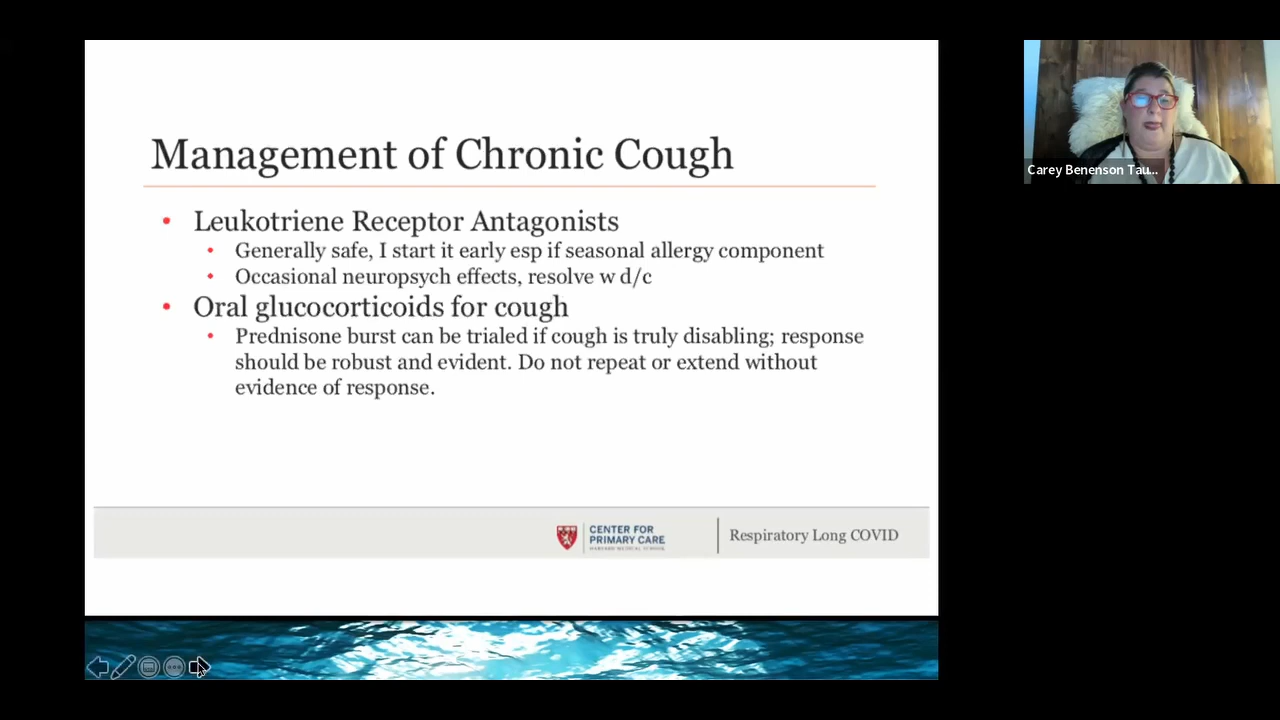 Management of Chronic Cough
• Leukotriene Receptor Antagonists
• Generally safe, I start it early esp if seasonal allergy component
• Occasional neuropsych effects, resolve w d/c
• Oral glucocorticoids for cough
• Prednisone burst can be trialed if cough is truly disabling; response
should be robust and evident. Do not repeat or extend without
evidence of response.
CENTER FOR
PRIMARY CARE
HARVARD MEDICAL SCHOOL
Respiratory Long COVID
Carey Benenson Tau...